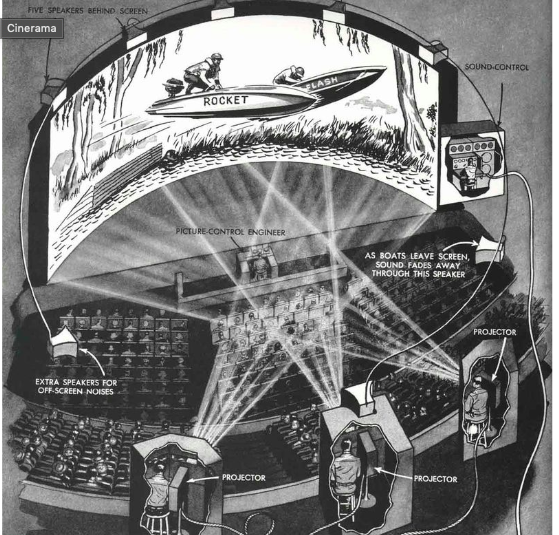 FIVE SPEAKERS BEHIND SCREEN
Cinerama
SOUND-CONTROL
FLASH
ROCKET
PICTURE-CONTROL ENGINEER
AS BOATS LEAVE SCREEN,
SOUND FADES AWAY
THROUGH THIS SPEAKER
PROJECTOR
EXTRA SPEAKERS FOR
OFF-SCREEN NOISES
PROJECTOR
PROJECTOR